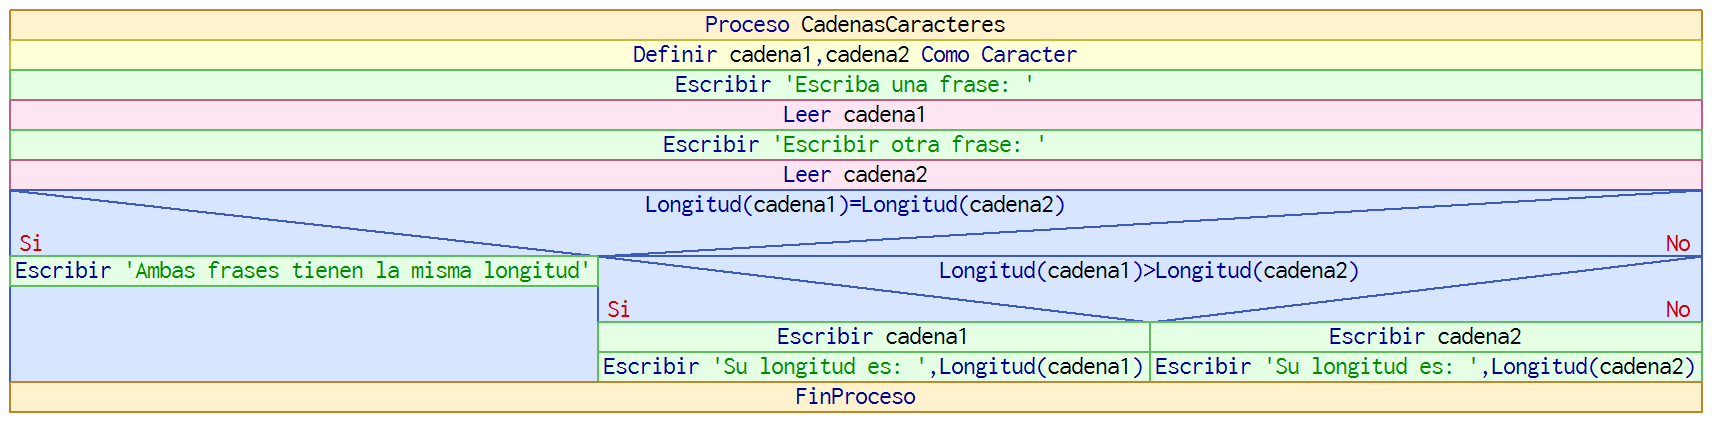 Proceso CadenasCaracteres
Definir cadena1,cadena2 Como Caracter
Escribir 'Escriba una frase: '
Leer cadena1
Escribir 'Escribir otra frase: '
Leer cadena2
Longitud(cadena1)=Longitud(cadena2)
Si
No
Escribir 'Ambas frases tienen la misma longitud'
Longitud(cadena1)>Longitud(cadena2)
Si
No
Escribir cadena1
Escribir cadena2
Escribir 'Su longitud es: ',Longitud(cadena1)
Escribir 'Su longitud es: ',Longitud(cadena2)
FinProceso